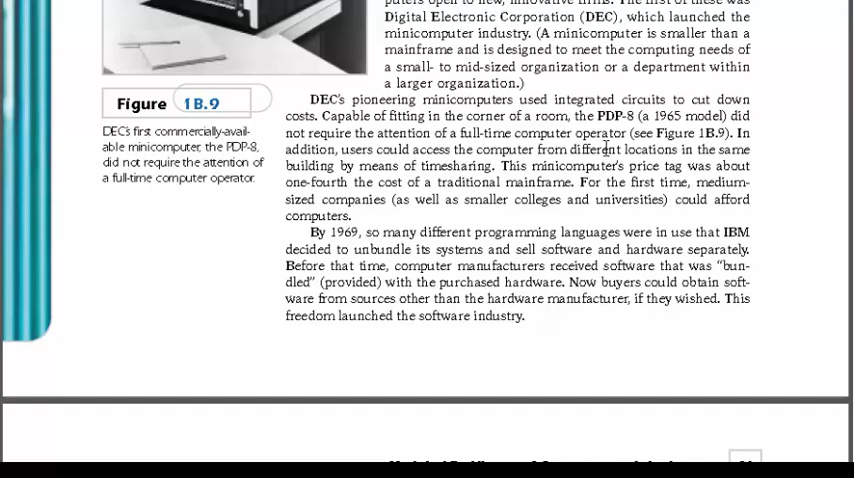 puters open to new, innovative firms. The first of these was
Digital Electronic Corporation (DEC), which launched the
minicomputer industry. (A minicomputer is smaller than a
mainframe and is designed to meet the computing needs of
a small- to mid-sized organization or a department within
a larger organization.)
Figure 1B.9
DEC's first commercially-avail-
able minicomputer, the PDP-8,
did not require the attention of
a full-time computer operator.
DEC's pioneering minicomputers used integrated circuits to cut down
costs. Capable of fitting in the corner of a room, the PDP-8 (a 1965 model) did
not require the attention of a full-time computer operator (see Figure 1B.9). In
addition, users could access the computer from different locations in the same
building by means of timesharing. This minicomputer's price tag was about
one-fourth the cost of a traditional mainframe. For the first time, medium-
sized companies (as well as smaller colleges and universities) could afford
computers.
By 1969, so many different programming languages were in use that IBM
decided to unbundle its systems and sell software and hardware separately.
Before that time, computer manufacturers received software that was "bun-
dled" (provided) with the purchased hardware. Now buyers could obtain soft-
ware from sources other than the hardware manufacturer, if they wished. This
freedom launched the software industry.